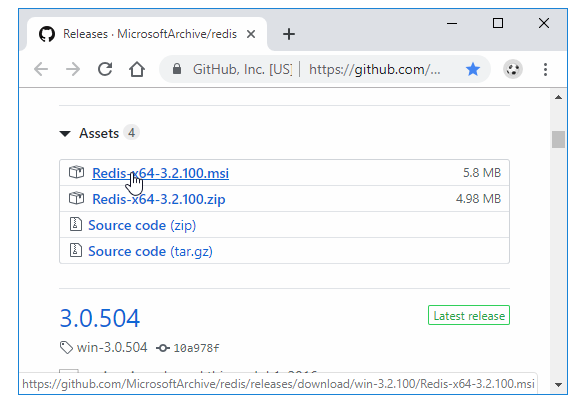 Releases · MicrosoftArchive/redis
GitHub, Inc. [US] https://github.com/...
Assets 4
Redis-x64-3.2.100.msi 5.8 MB
Redis-x64-3.2.100.zip 4.98 MB
Source code (zip)
Source code (tar.gz)
3.0.504 Latest release
win-3.0.504 10a978f
https://github.com/MicrosoftArchive/redis/releases/download/win-3.2.100/Redis-x64-3.2.100.msi